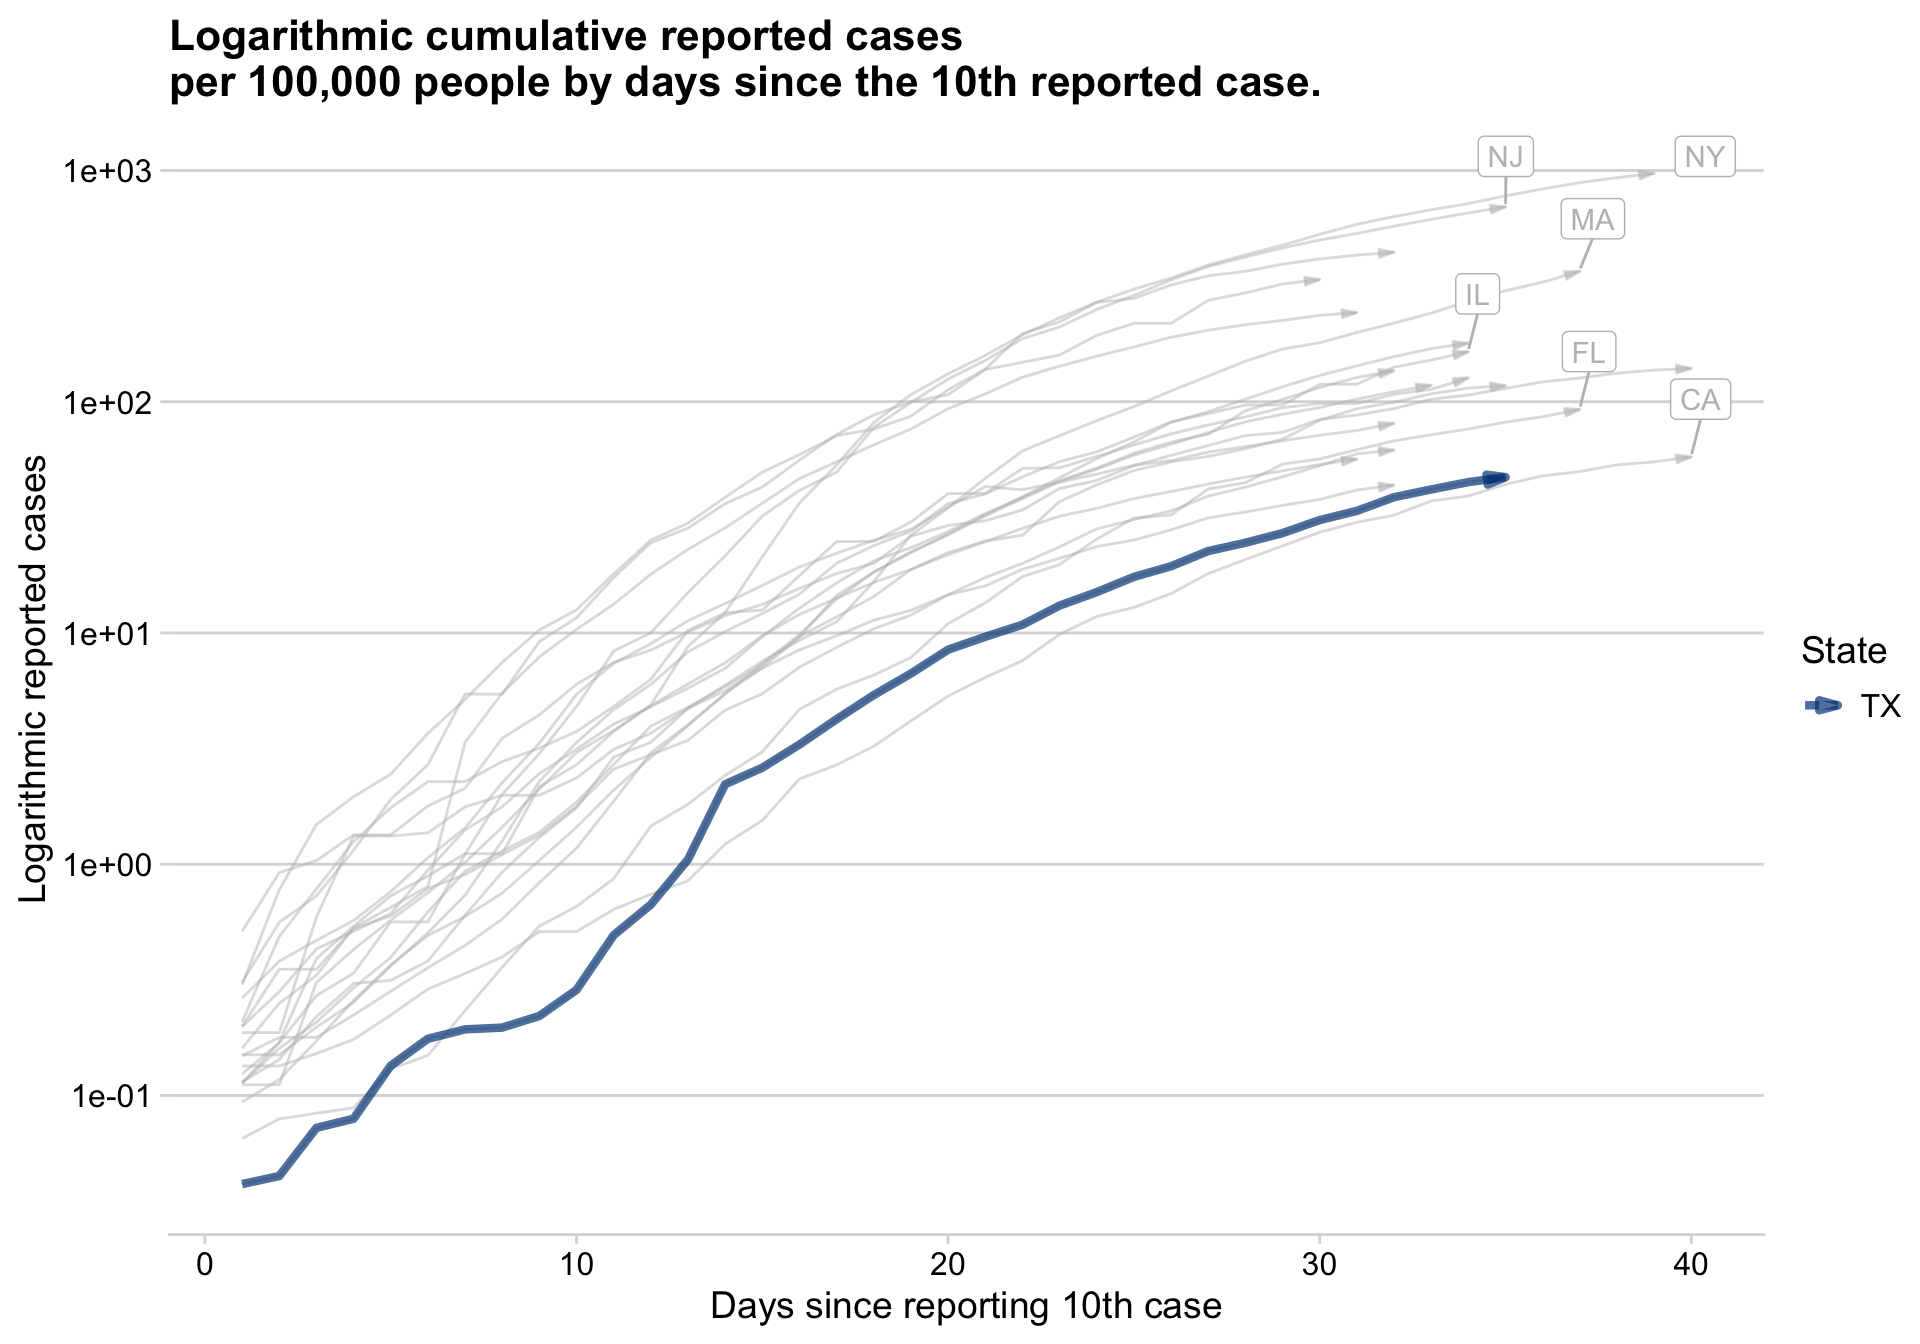 Logarithmic cumulative reported cases
per 100,000 people by days since the 10th reported case.
NJ
NY
MA
IL
FL
CA
1e+03
1e+02
1e+01
1e+00
1e-01
Logarithmic reported cases
0
10
20
30
40
Days since reporting 10th case
State
TX